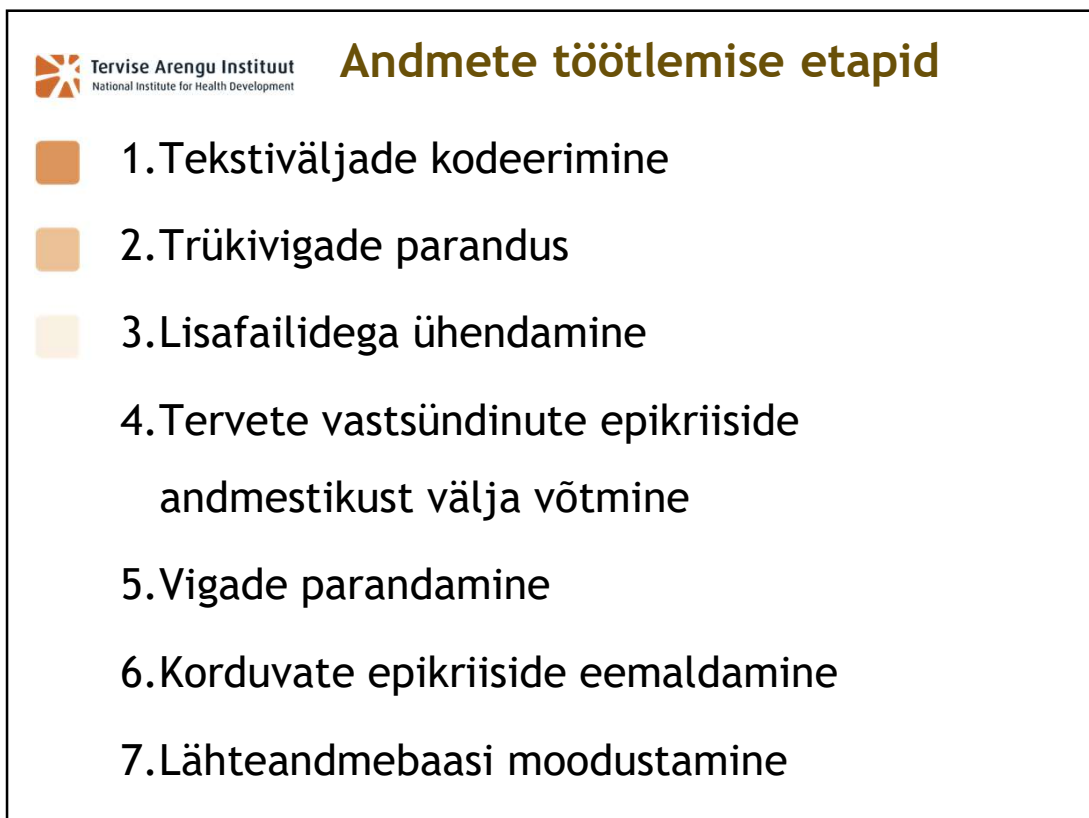 Tervise Arengu Instituut
National Institute for Health Development
Andmete töötlemise etapid
1.Tekstiväljade kodeerimine
2.Trükivigade parandus
3.Lisafailidega ühendamine
4.Tervete vastsündinute epikriiside
andmestikust välja võtmine
5.Vigade parandamine
6.Korduvate epikriiside eemaldamine
7.Lähteandmebaasi moodustamine